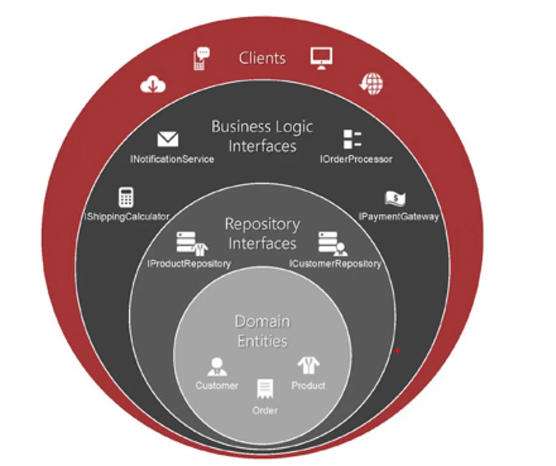 Clients
Business Logic
Interfaces
INotificationService
IOrderProcessor
IShippingCalculator
IPaymentGateway
Repository
Interfaces
IProductRepository
ICustomerRepository
Domain
Entities
Customer
Product
Order